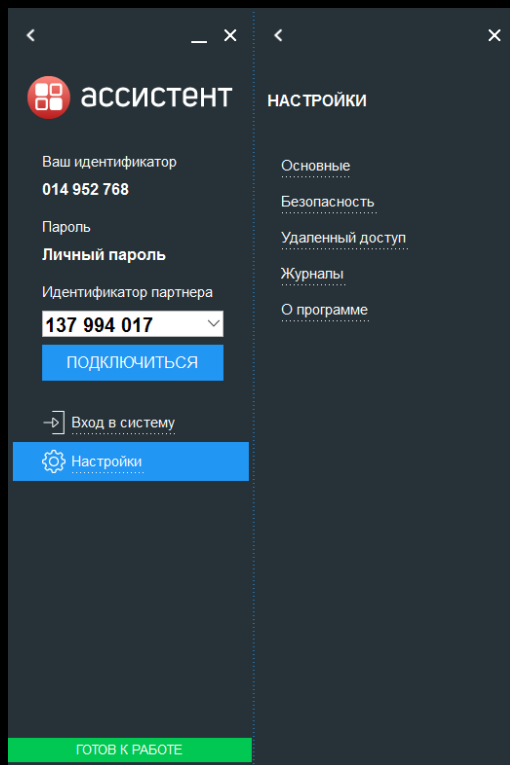 ассистент
Ваш идентификатор
014 952 768
Пароль
Личный пароль
Идентификатор партнера
137 994 017
ПОДКЛЮЧИТЬСЯ
Вход в систему
Настройки
ГОТОВ К РАБОТЕ
НАСТРОЙКИ
Основные
Безопасность
Удаленный доступ
Журналы
О программе